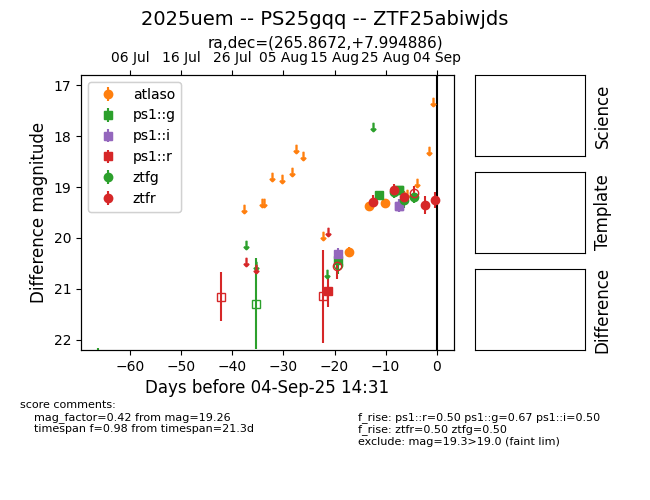 2025uem -- PS25gqq -- ZTF25abiwjds
ra,dec=(265.8672,+7.994886)
06 Jul 16 Jul 26 Jul 05 Aug 15 Aug 25 Aug 04 Sep
17
18
19
20
21
22
Difference magnitude
atlaso
ps1::g
ps1::i
ps1::r
ztfg
ztfr
Science
Template
Difference
−60 −50 −40 −30 −20 −10 0
Days before 04-Sep-25 14:31
score comments:
mag_factor=0.42 from mag=19.26
timespan f=0.98 from timespan=21.3d
f_rise: ps1::r=0.50 ps1::g=0.67 ps1::i=0.50
f_rise: ztfr=0.50 ztfg=0.50
exclude: mag=19.3>19.0 (faint lim)